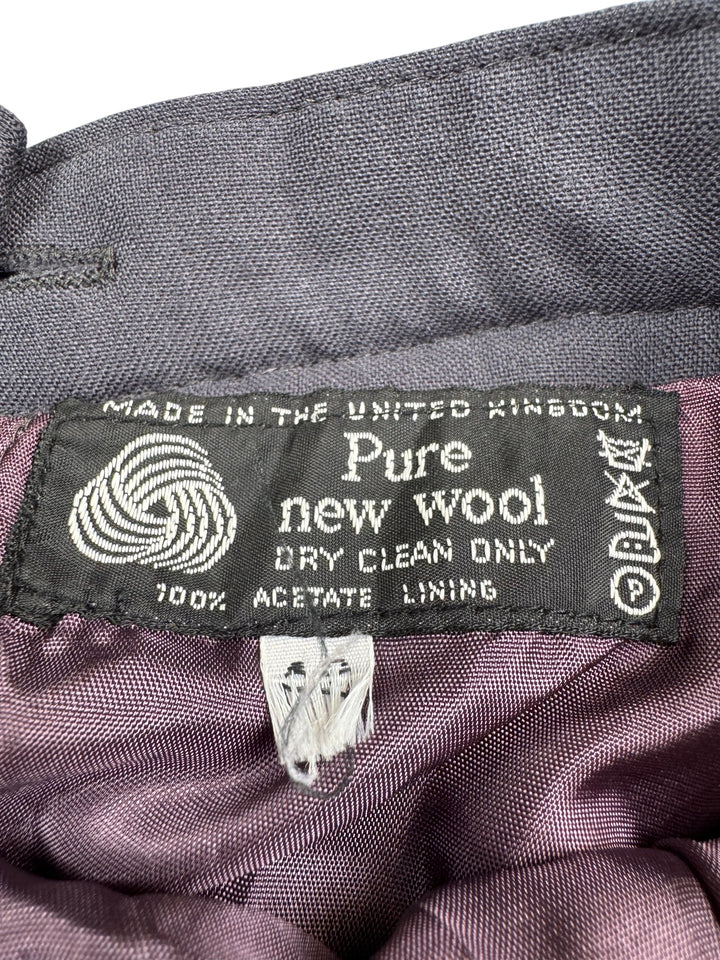 MADE IN THE UNITED KINGDOM
Pure
new wool
DRY CLEAN ONLY
100% ACETATE LINING
P